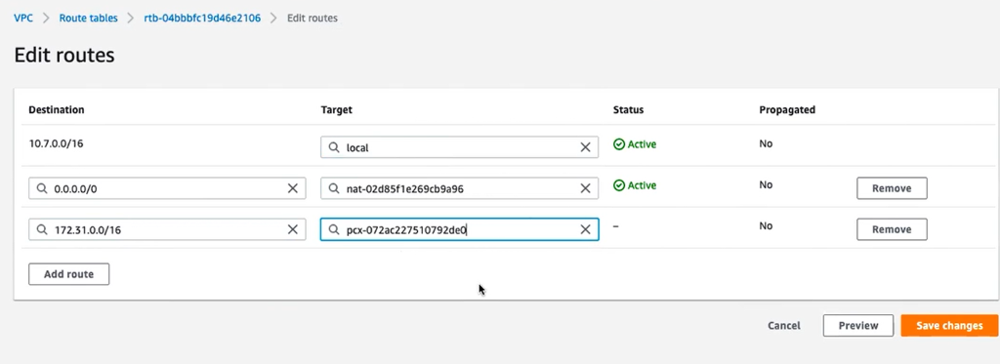 VPC > Route tables > rtb-04bbbfc19d46e2106 > Edit routes
Edit routes
Destination Target Status Propagated
10.7.0.0/16 local Active No
0.0.0.0/0 nat-02d85f1e269cb9a96 Active No Remove
172.31.0.0/16 pcx-072ac227510792de0 – No Remove
Add route
Cancel Preview Save changes